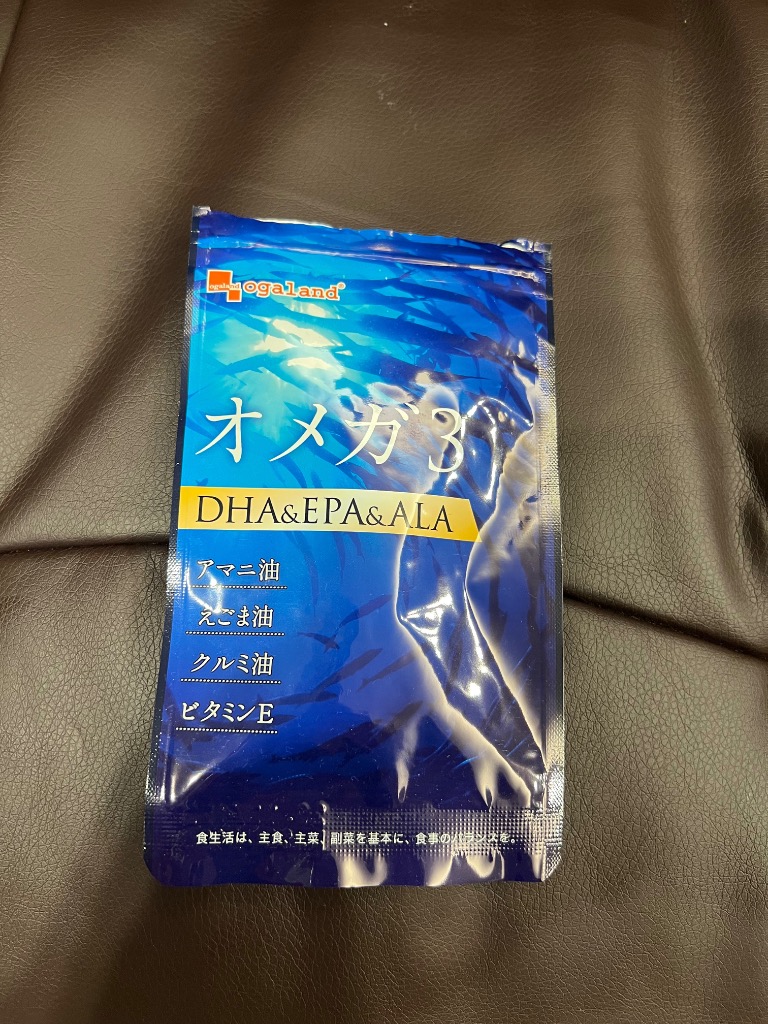 ogaland ogaland®
オメガ3
DHA&EPA&ALA
アマニ油
えごま油
クルミ油
ビタミンE
食生活は、主食、主菜、副菜を基本に、食事のバランスを。